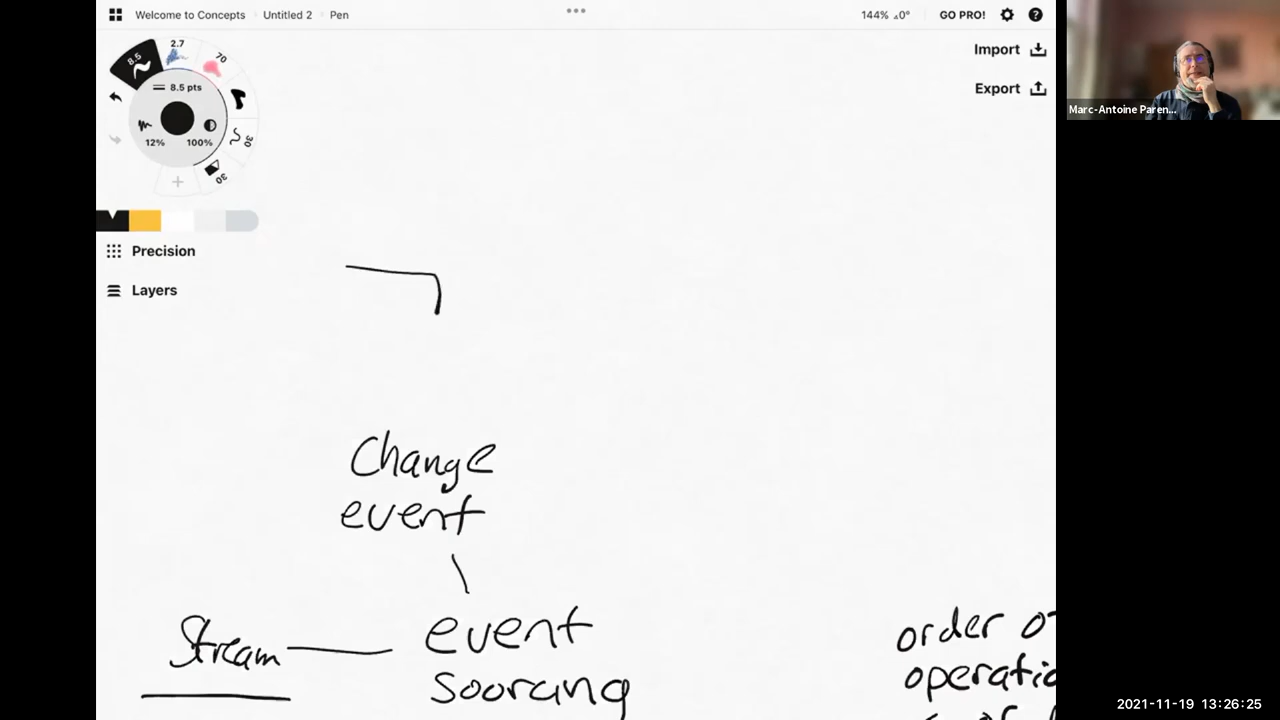 Welcome to Concepts Untitled 2 Pen
144% ⊿0° GO PRO! ?
Import
Export
8.5
2.7
70
8.5 pts
30
12% 100%
30
Precision
Layers
Marc-Antoine Paren...
Change
event
Stream
event
soorcing
order o
operatio
2021-11-19 13:26:25